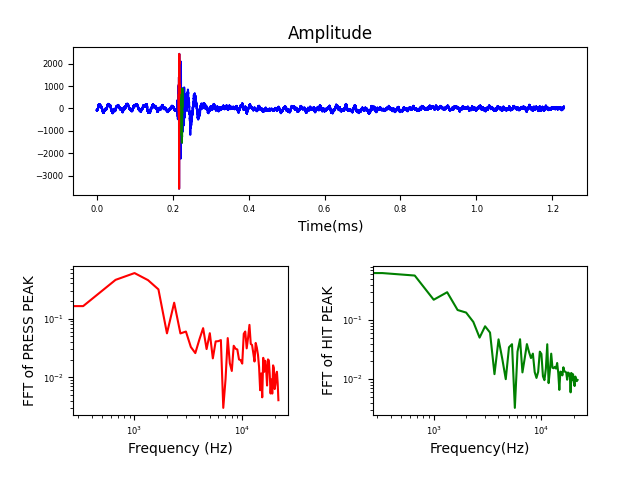 Amplitude
2000
1000
0
−1000
−2000
−3000
0.0 0.2 0.4 0.6 0.8 1.0 1.2
Time(ms)
FFT of PRESS PEAK
10⁻¹
10⁻²
10³ 10⁴
Frequency (Hz)
FFT of HIT PEAK
10⁻¹
10⁻²
10³ 10⁴
Frequency(Hz)